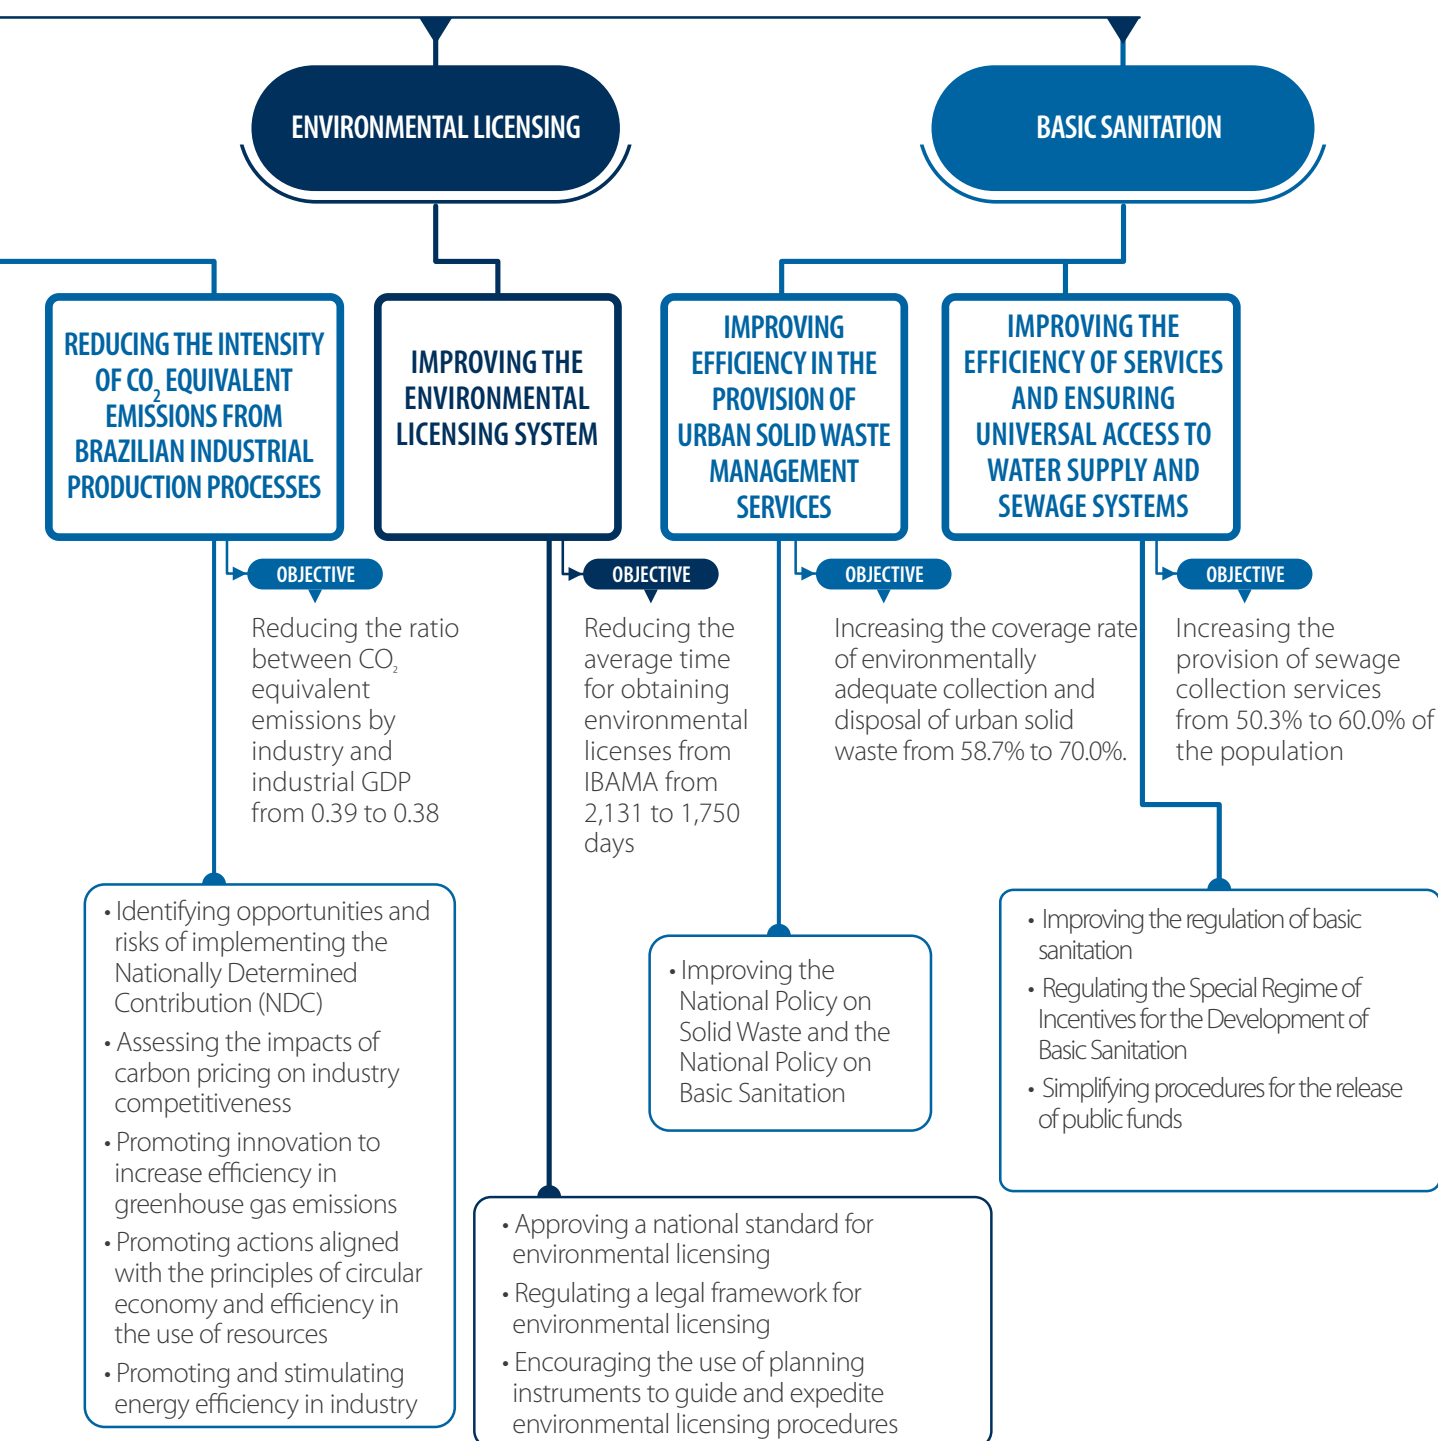 ENVIRONMENTAL LICENSING
BASIC SANITATION
REDUCING THE INTENSITY
OF CO2 EQUIVALENT
EMISSIONS FROM
BRAZILIAN INDUSTRIAL
PRODUCTION PROCESSES
IMPROVING THE
ENVIRONMENTAL
LICENSING SYSTEM
IMPROVING
EFFICIENCY IN THE
PROVISION OF
URBAN SOLID WASTE
MANAGEMENT
SERVICES
IMPROVING THE
EFFICIENCY OF SERVICES
AND ENSURING
UNIVERSAL ACCESS TO
WATER SUPPLY AND
SEWAGE SYSTEMS
OBJECTIVE
Reducing the ratio
between CO2
equivalent
emissions by
industry and
industrial GDP
from 0.39 to 0.38
OBJECTIVE
Reducing the
average time
for obtaining
environmental
licenses from
IBAMA from
2,131 to 1,750
days
OBJECTIVE
Increasing the coverage rate
of environmentally
adequate collection and
disposal of urban solid
waste from 58.7% to 70.0%.
OBJECTIVE
Increasing the
provision of sewage
collection services
from 50.3% to 60.0% of
the population
• Identifying opportunities and
risks of implementing the
Nationally Determined
Contribution (NDC)
• Assessing the impacts of
carbon pricing on industry
competitiveness
• Promoting innovation to
increase efficiency in
greenhouse gas emissions
• Promoting actions aligned
with the principles of circular
economy and efficiency in
the use of resources
• Promoting and stimulating
energy efficiency in industry
• Approving a national standard for
environmental licensing
• Regulating a legal framework for
environmental licensing
• Encouraging the use of planning
instruments to guide and expedite
environmental licensing procedures
• Improving the
National Policy on
Solid Waste and the
National Policy on
Basic Sanitation
• Improving the regulation of basic
sanitation
• Regulating the Special Regime of
Incentives for the Development of
Basic Sanitation
• Simplifying procedures for the release
of public funds